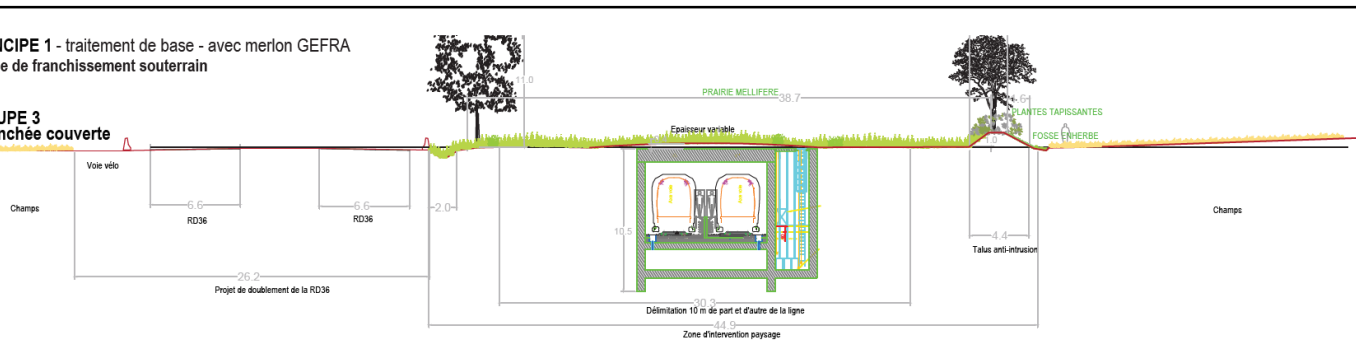 NCIPE 1 - traitement de base - avec merlon GEFRA
e de franchissement souterrain
UPE 3
nchée couverte
11.0
PRAIRIE MELLIFERE
38.7
1.6
PLANTES TAPISSANTES
Epaisseur variable
FOSSE ENHERBE
1.0
Voie vélo
Champs
6.6
RD36
6.6
RD36
2.0
10.5
4.4
Talus anti-intrusion
Champs
26.2
Projet de doublement de la RD36
30.3
Délimitation 10 m de part et d'autre de la ligne
44.9
Zone d'intervention paysage